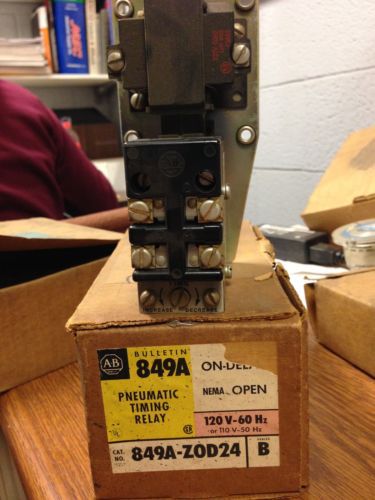 AB
INCREASE DECREASE
AB
BULLETIN
849A
ON-DEL
PNEUMATIC
TIMING
RELAY
NEMA OPEN
120 V-60 Hz
or 110 V-50 Hz
CAT.
NO.
849A-ZOD24
SERIES
B